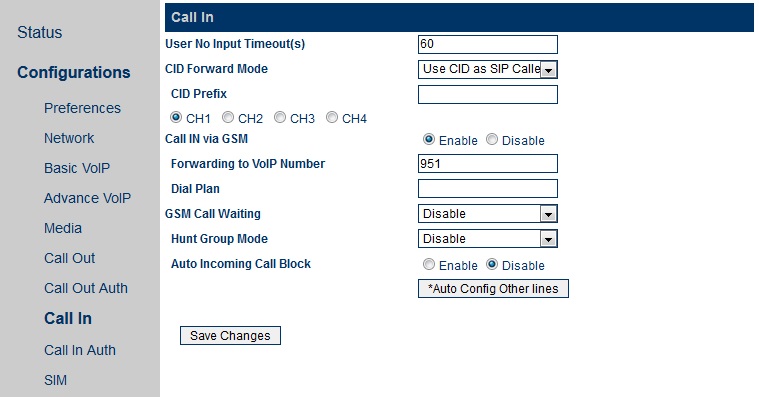 Status
Configurations
Preferences
Network
Basic VoIP
Advance VoIP
Media
Call Out
Call Out Auth
Call In
Call In Auth
SIM
Call In
User No Input Timeout(s) 60
CID Forward Mode Use CID as SIP Calle
CID Prefix
CH1 CH2 CH3 CH4
Call IN via GSM Enable Disable
Forwarding to VoIP Number 951
Dial Plan
GSM Call Waiting Disable
Hunt Group Mode Disable
Auto Incoming Call Block Enable Disable
*Auto Config Other lines
Save Changes